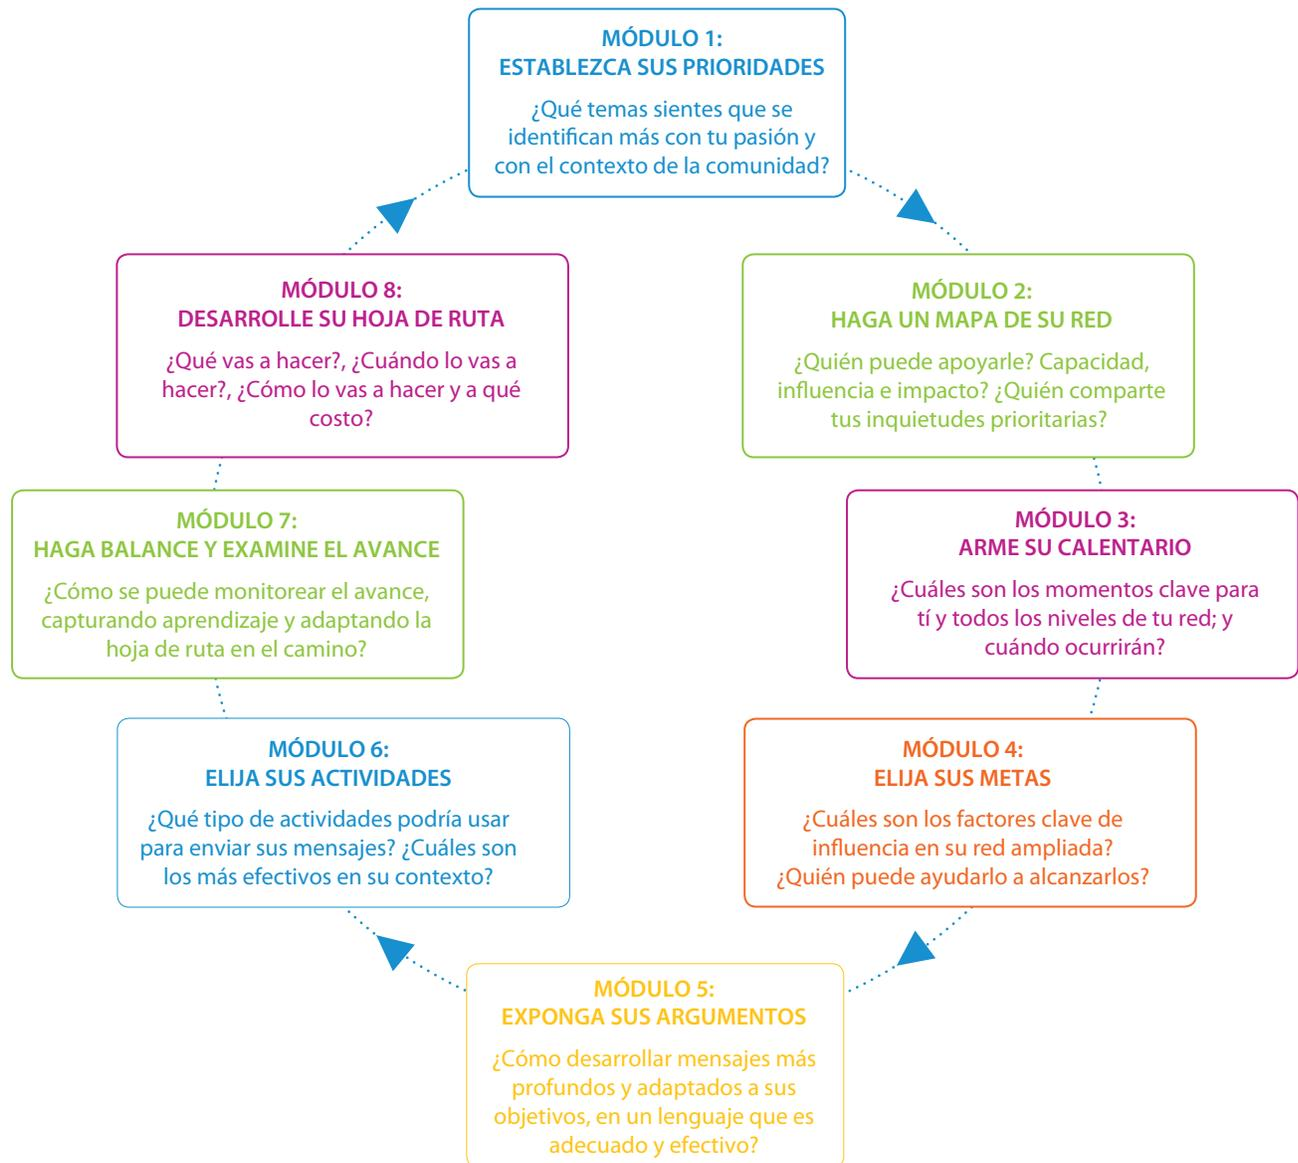 MÓDULO 1:
ESTABLEZCA SUS PRIORIDADES
¿Qué temas sientes que se
identifican más con tu pasión y
con el contexto de la comunidad?
MÓDULO 2:
HAGA UN MAPA DE SU RED
¿Quién puede apoyarle? Capacidad,
influencia e impacto? ¿Quién comparte
tus inquietudes prioritarias?
MÓDULO 3:
ARME SU CALENTARIO
¿Cuáles son los momentos clave para
tí y todos los niveles de tu red; y
cuándo ocurrirán?
MÓDULO 4:
ELIJA SUS METAS
¿Cuáles son los factores clave de
influencia en su red ampliada?
¿Quién puede ayudarlo a alcanzarlos?
MÓDULO 5:
EXPONGA SUS ARGUMENTOS
¿Cómo desarrollar mensajes más
profundos y adaptados a sus
objetivos, en un lenguaje que es
adecuado y efectivo?
MÓDULO 6:
ELIJA SUS ACTIVIDADES
¿Qué tipo de actividades podría usar
para enviar sus mensajes? ¿Cuáles son
los más efectivos en su contexto?
MÓDULO 7:
HAGA BALANCE Y EXAMINE EL AVANCE
¿Cómo se puede monitorear el avance,
capturando aprendizaje y adaptando la
hoja de ruta en el camino?
MÓDULO 8:
DESARROLLE SU HOJA DE RUTA
¿Qué vas a hacer?, ¿Cuándo lo vas a
hacer?, ¿Cómo lo vas a hacer y a qué
costo?